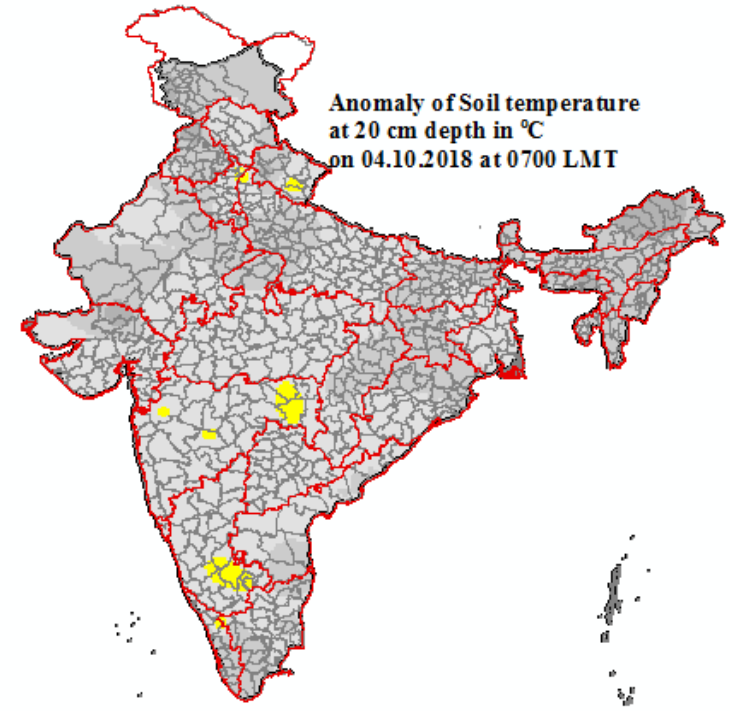 Anomaly of Soil temperature
at 20 cm depth in °C
on 04.10.2018 at 0700 LMT